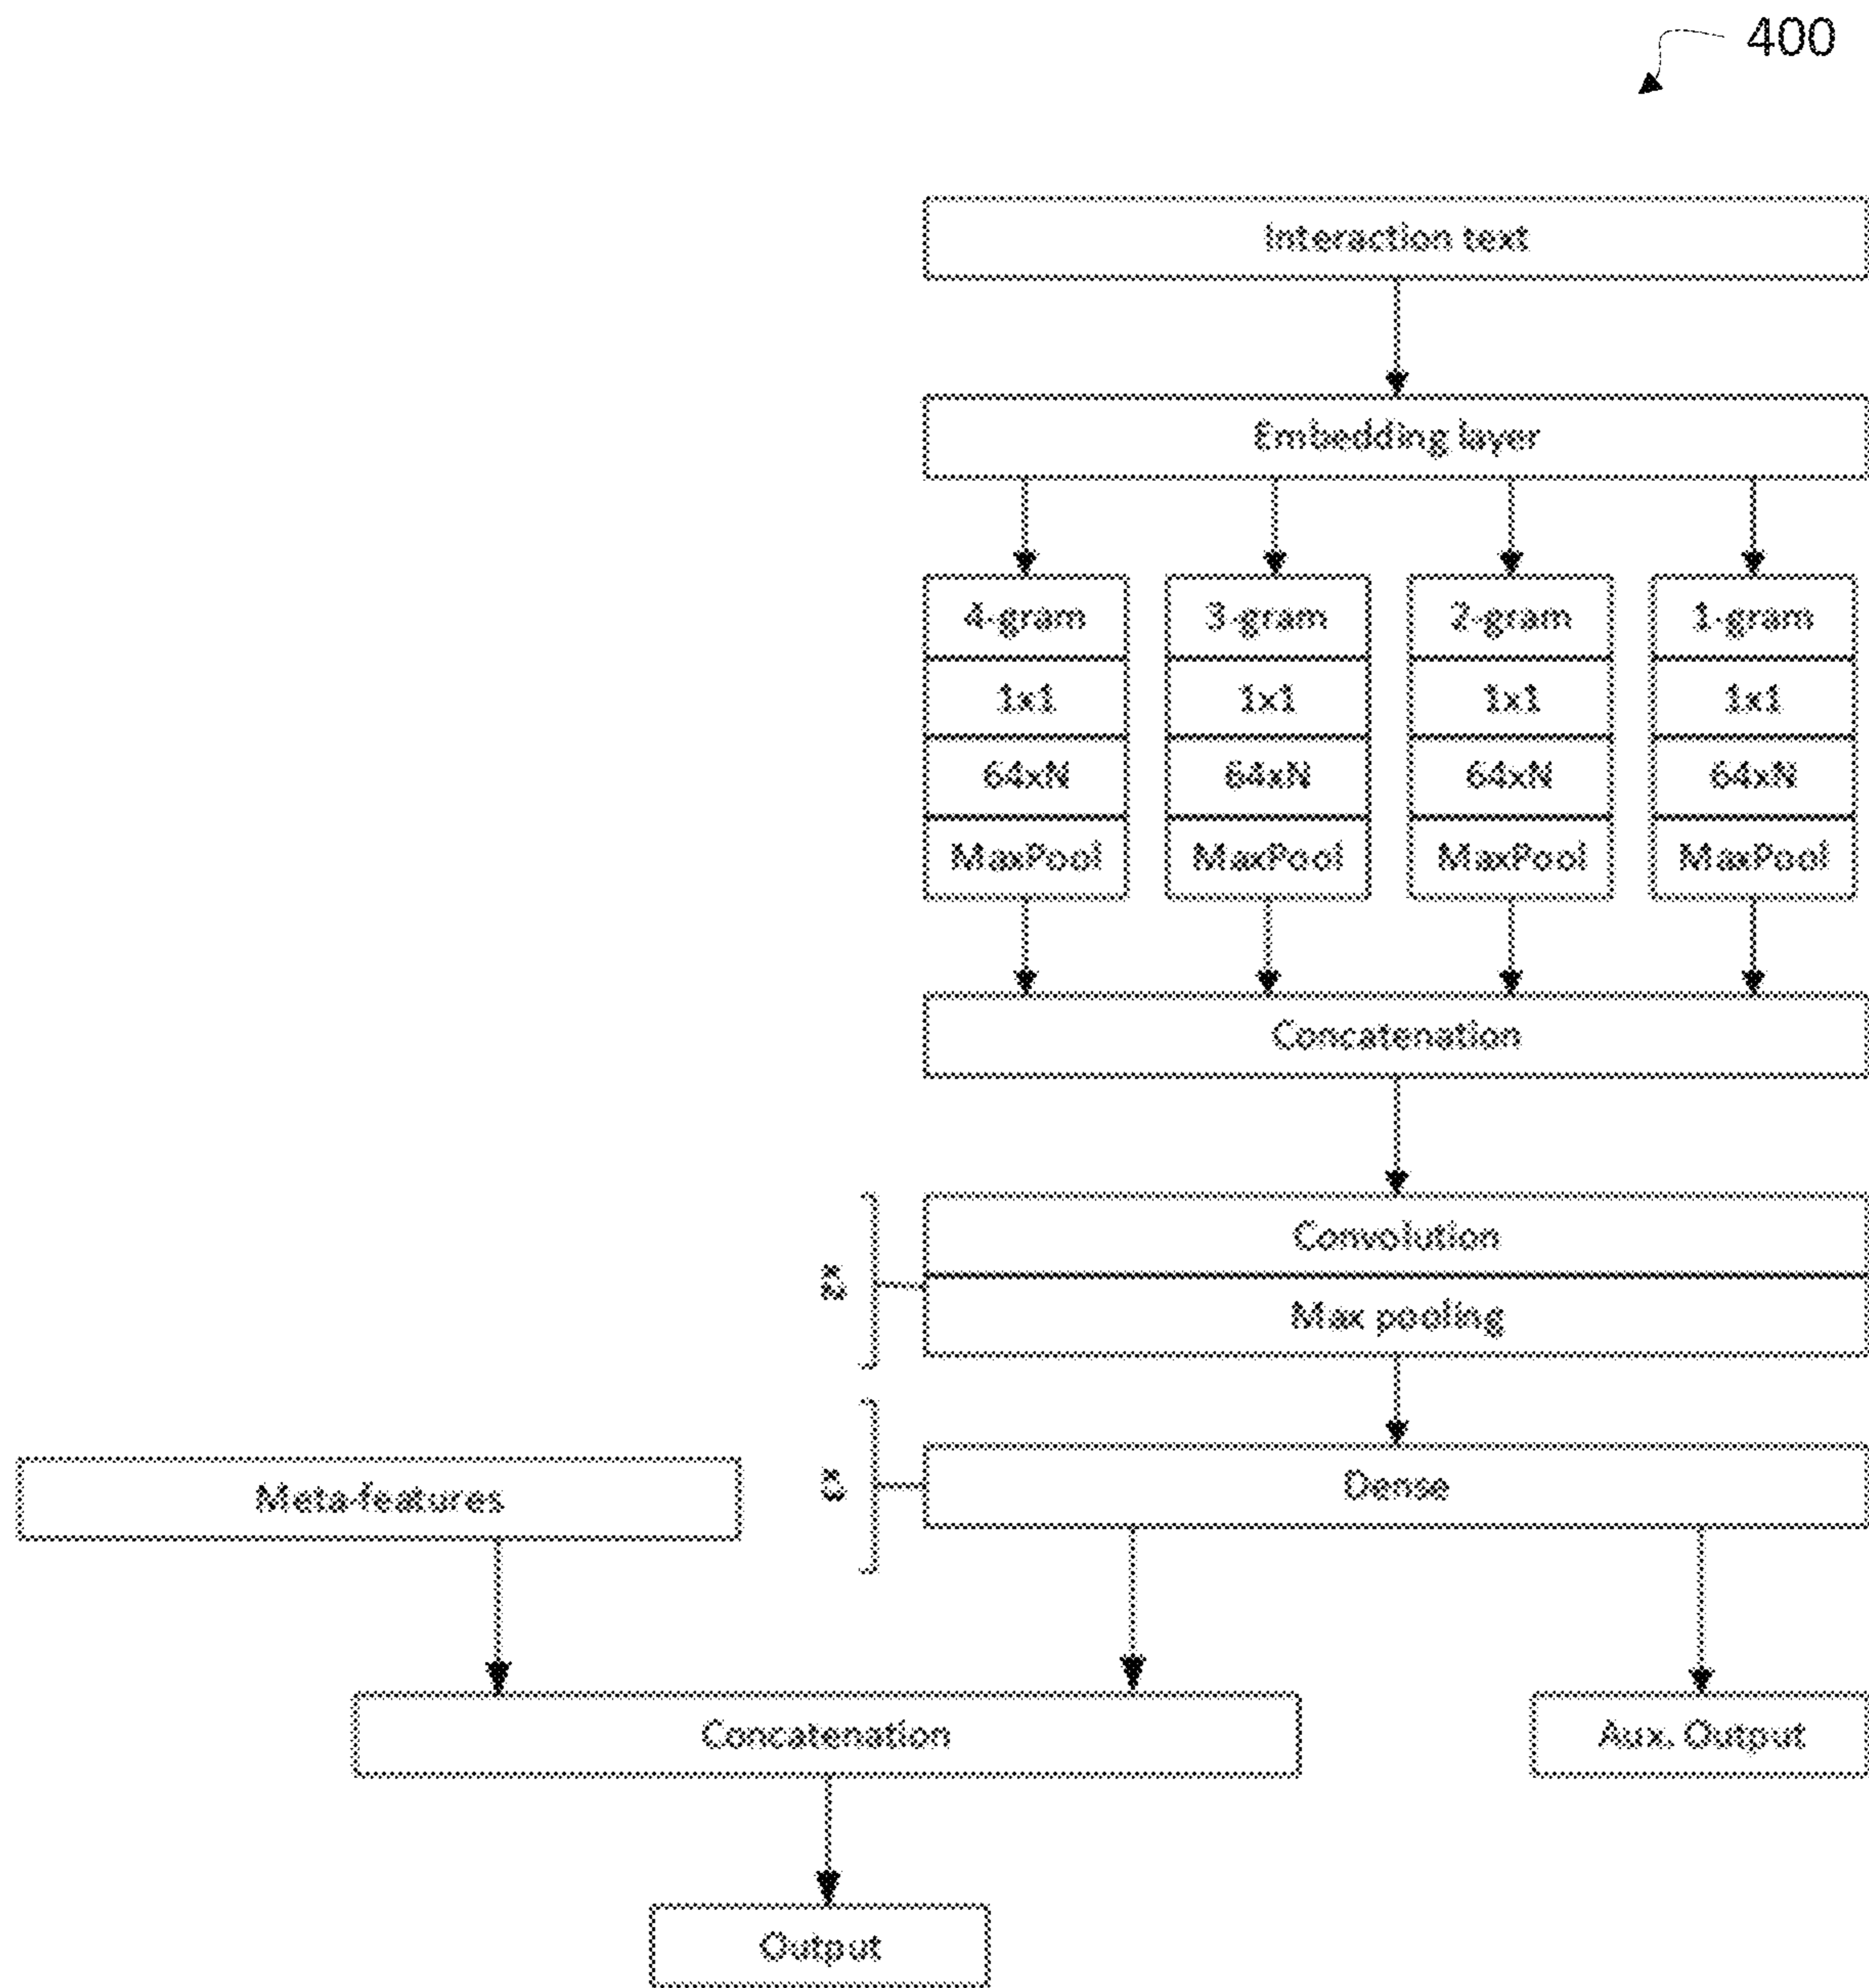 400
Interaction text
Embedding layer
4-gram 3-gram 2-gram 1-gram
1x1 1x1 1x1 1x1
64xN 64xN 64xN 64xN
MaxPool MaxPool MaxPool MaxPool
Concatenation
Convolution
Max pooling
Dense
Meta-features
Concatenation
Aux. Output
Output